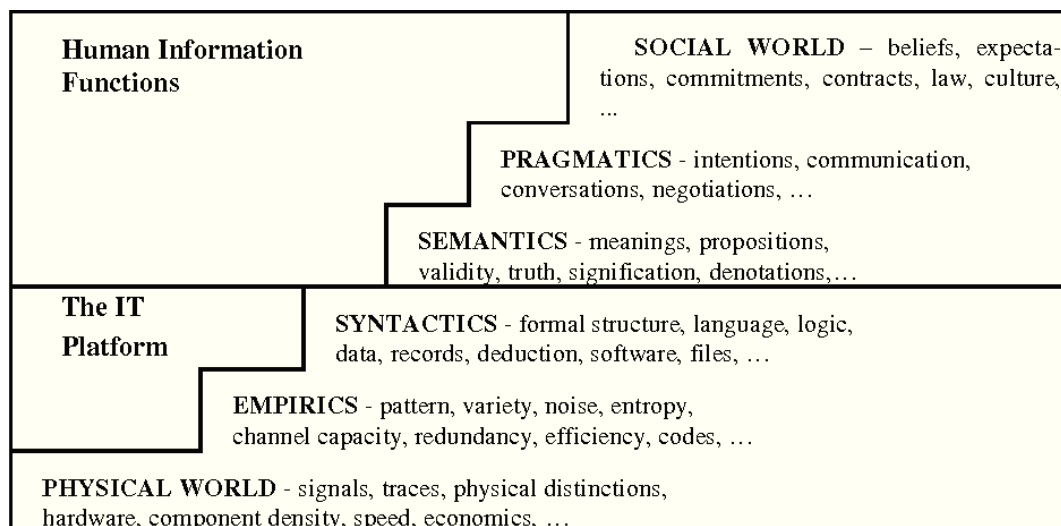 Human Information
Functions
SOCIAL WORLD – beliefs, expecta-
tions, commitments, contracts, law, culture,
...
PRAGMATICS - intentions, communication,
conversations, negotiations, …
SEMANTICS - meanings, propositions,
validity, truth, signification, denotations,…
The IT
Platform
SYNTACTICS - formal structure, language, logic,
data, records, deduction, software, files, …
EMPIRICS - pattern, variety, noise, entropy,
channel capacity, redundancy, efficiency, codes, …
PHYSICAL WORLD - signals, traces, physical distinctions,
hardware, component density, speed, economics, …